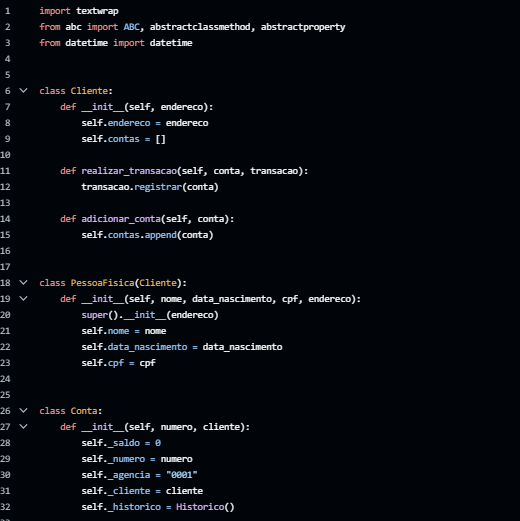 1 import textwrap
2 from abc import ABC, abstractclassmethod, abstractproperty
3 from datetime import datetime
4
5
6 class Cliente:
7     def __init__(self, endereco):
8         self.endereco = endereco
9         self.contas = []
10
11     def realizar_transacao(self, conta, transacao):
12         transacao.registrar(conta)
13
14     def adicionar_conta(self, conta):
15         self.contas.append(conta)
16
17
18 class PessoaFisica(Cliente):
19     def __init__(self, nome, data_nascimento, cpf, endereco):
20         super().__init__(endereco)
21         self.nome = nome
22         self.data_nascimento = data_nascimento
23         self.cpf = cpf
24
25
26 class Conta:
27     def __init__(self, numero, cliente):
28         self._saldo = 0
29         self._numero = numero
30         self._agencia = "0001"
31         self._cliente = cliente
32         self._historico = Historico()